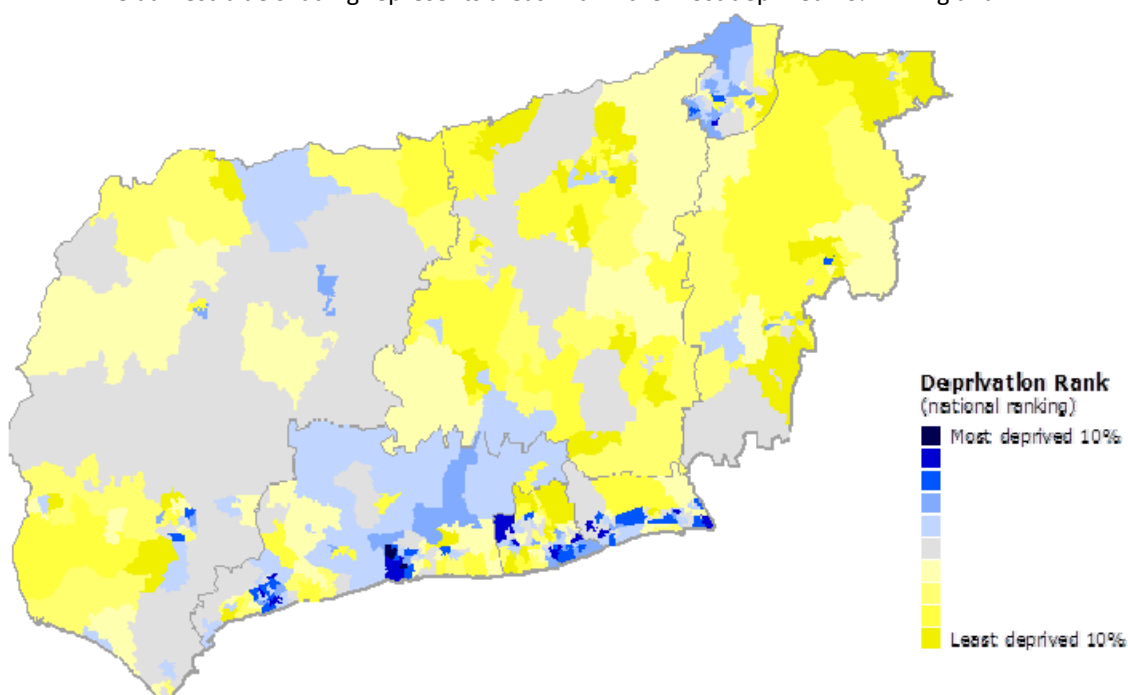 Deprivation Rank
(national ranking)
Most deprived 10%
Least deprived 10%